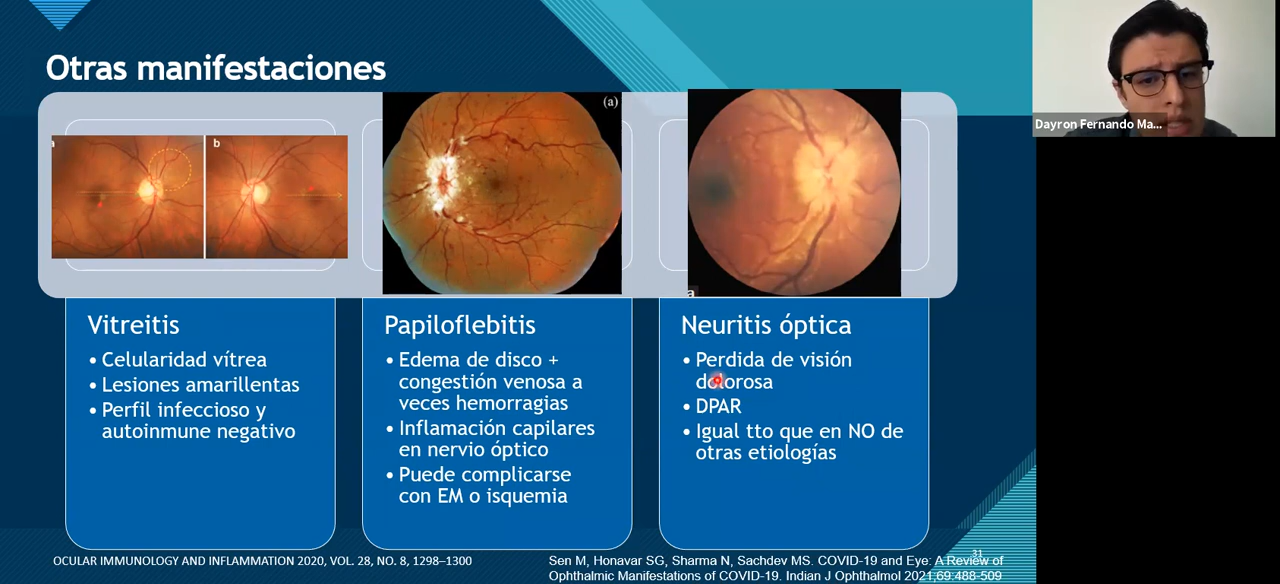 Otras manifestaciones
b
(a)
a
Vitreitis
• Celularidad vítrea
• Lesiones amarillentas
• Perfil infeccioso y
autoinmune negativo
Papiloflebitis
• Edema de disco +
congestión venosa a
veces hemorragias
• Inflamación capilares
en nervio óptico
• Puede complicarse
con EM o isquemia
Neuritis óptica
• Perdida de visión
dolorosa
• DPAR
• Igual tto que en NO de
otras etiologías
OCULAR IMMUNOLOGY AND INFLAMMATION 2020, VOL. 28, NO. 8, 1298–1300
31
Sen M, Honavar SG, Sharma N, Sachdev MS. COVID-19 and Eye: A Review of
Ophthalmic Manifestations of COVID-19. Indian J Ophthalmol 2021;69:488-509
Dayron Fernando Ma...